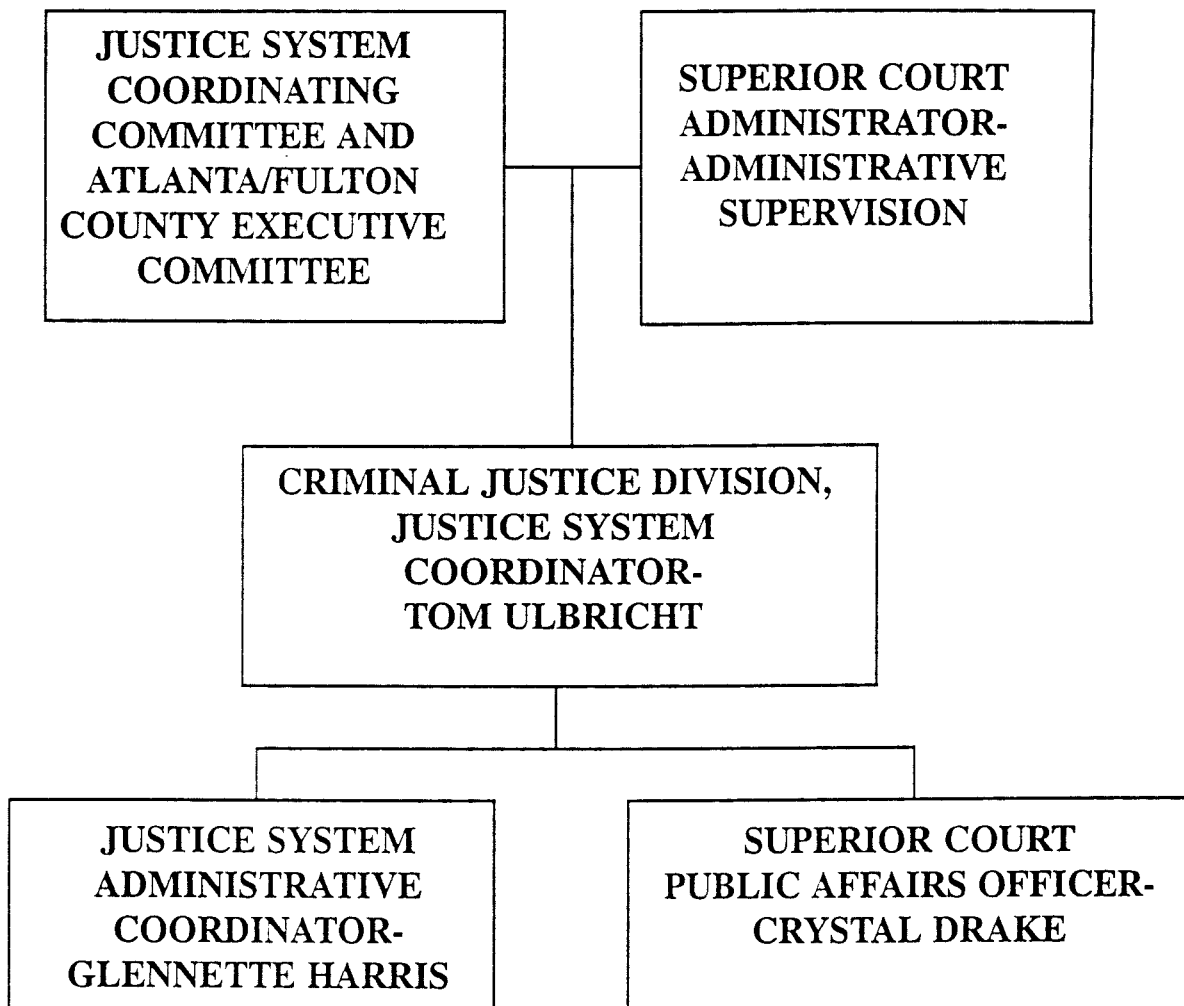 JUSTICE SYSTEM
COORDINATING
COMMITTEE AND
ATLANTA/FULTON
COUNTY EXECUTIVE
COMMITTEE
SUPERIOR COURT
ADMINISTRATOR-
ADMINISTRATIVE
SUPERVISION
CRIMINAL JUSTICE DIVISION,
JUSTICE SYSTEM
COORDINATOR-
TOM ULBRICHT
JUSTICE SYSTEM
ADMINISTRATIVE
COORDINATOR-
GLENNETTE HARRIS
SUPERIOR COURT
PUBLIC AFFAIRS OFFICER-
CRYSTAL DRAKE